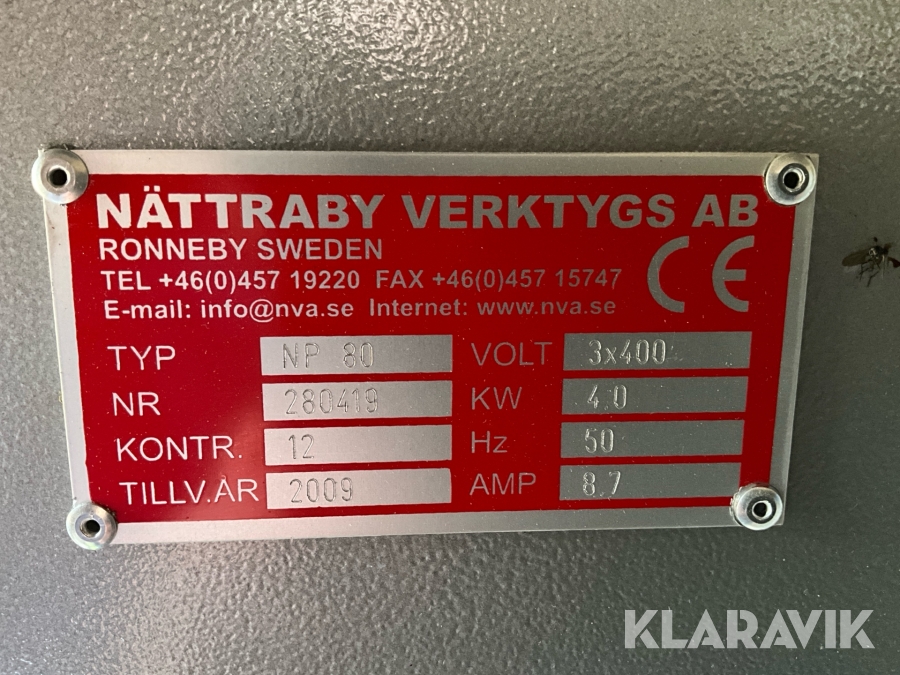 NÄTTRABY VERKTYGS AB
RONNEBY SWEDEN
TEL +46(0)457 19220 FAX +46(0)457 15747
E-mail: info@nva.se Internet: www.nva.se
CE
TYP NP 80 VOLT 3x400
NR 280419 KW 4.0
KONTR. 12 Hz 50
TILLV.ÅR 2009 AMP 8.7
KLARAVIK